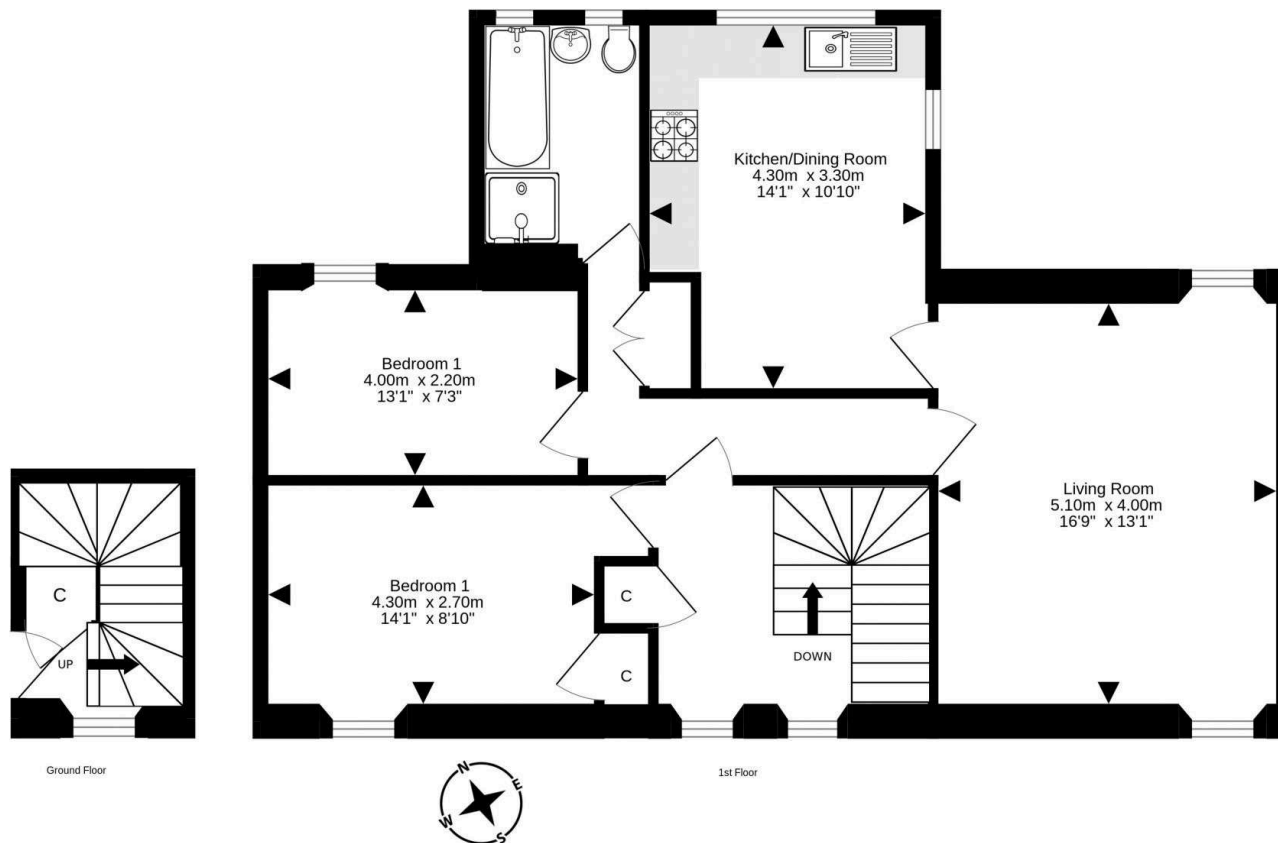 Kitchen/Dining Room
4.30m x 3.30m
14'1" x 10'10"
Bedroom 1
4.00m x 2.20m
13'1" x 7'3"
Living Room
5.10m x 4.00m
16'9" x 13'1"
Bedroom 1
4.30m x 2.70m
14'1" x 8'10"
C
C
C
UP
DOWN
Ground Floor
1st Floor
N
E
W
S